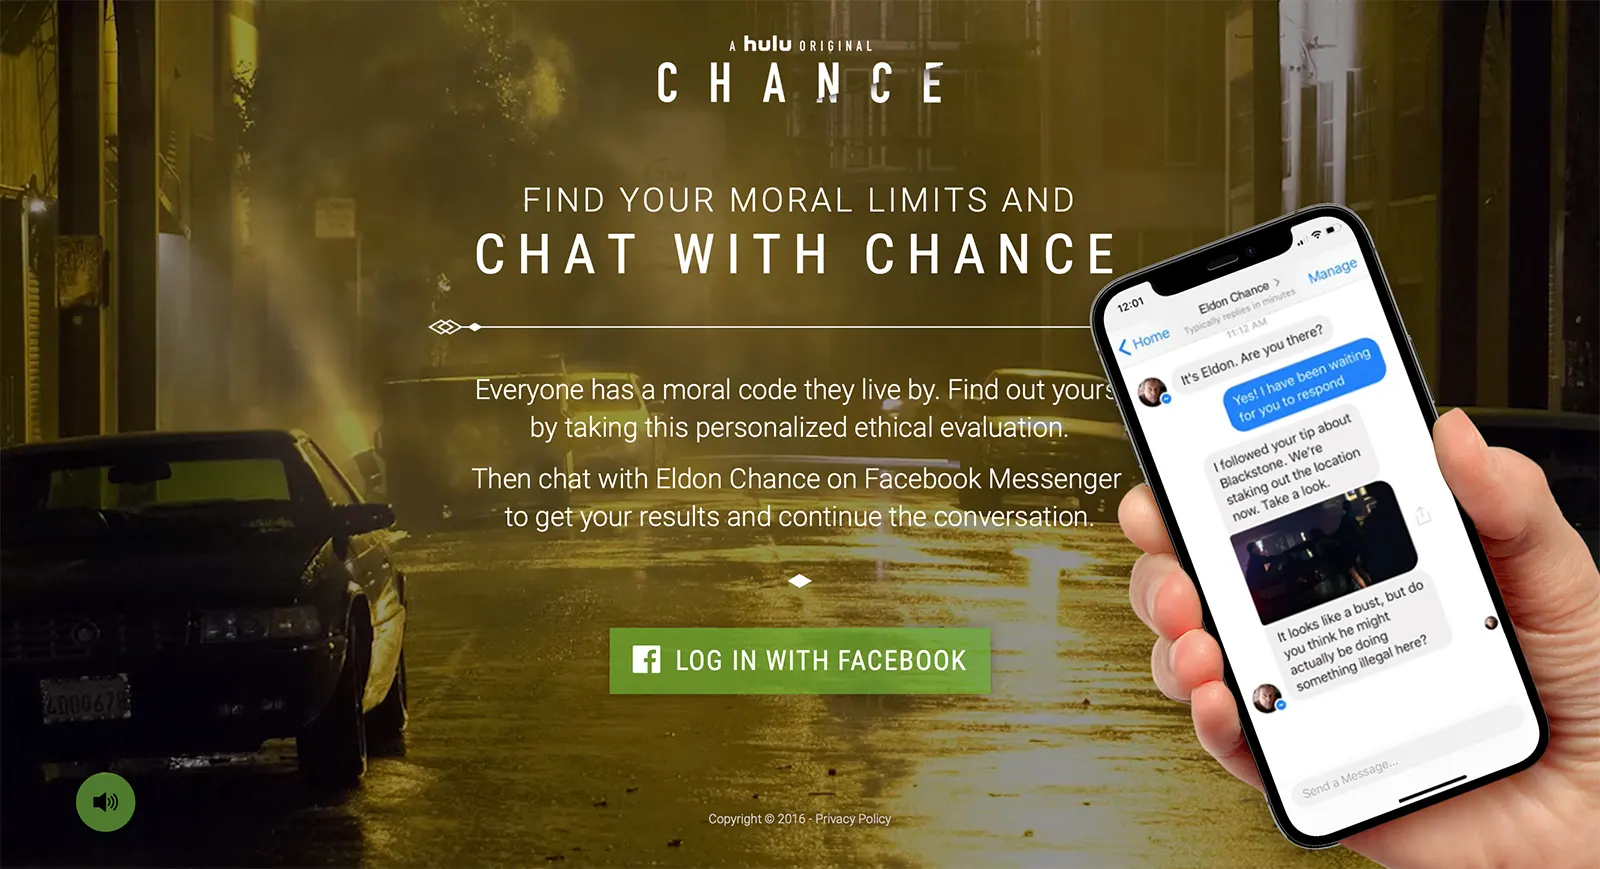 A hulu ORIGINAL
CHANCE
FIND YOUR MORAL LIMITS AND
CHAT WITH CHANCE
Everyone has a moral code they live by. Find out yours
by taking this personalized ethical evaluation.
Then chat with Eldon Chance on Facebook Messenger
to get your results and continue the conversation.
LOG IN WITH FACEBOOK
Copyright © 2016 - Privacy Policy
12:01
Home
Eldon Chance
Typically replies in minutes
Manage
11:12 AM
It's Eldon. Are you there?
Yes! I have been waiting
for you to respond
I followed your tip about
Blackstone. We're
staking out the location
now. Take a look.
It looks like a bust, but do
you think he might
actually be doing
something illegal here?
Send a Message...